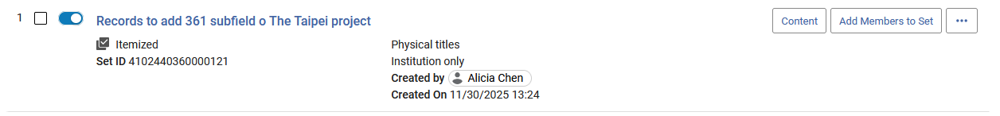 1 Records to add 361 subfield o The Taipei project Content Add Members to Set ...
Itemized Physical titles
Set ID 4102440360000121 Institution only
Created by Alicia Chen
Created On 11/30/2025 13:24